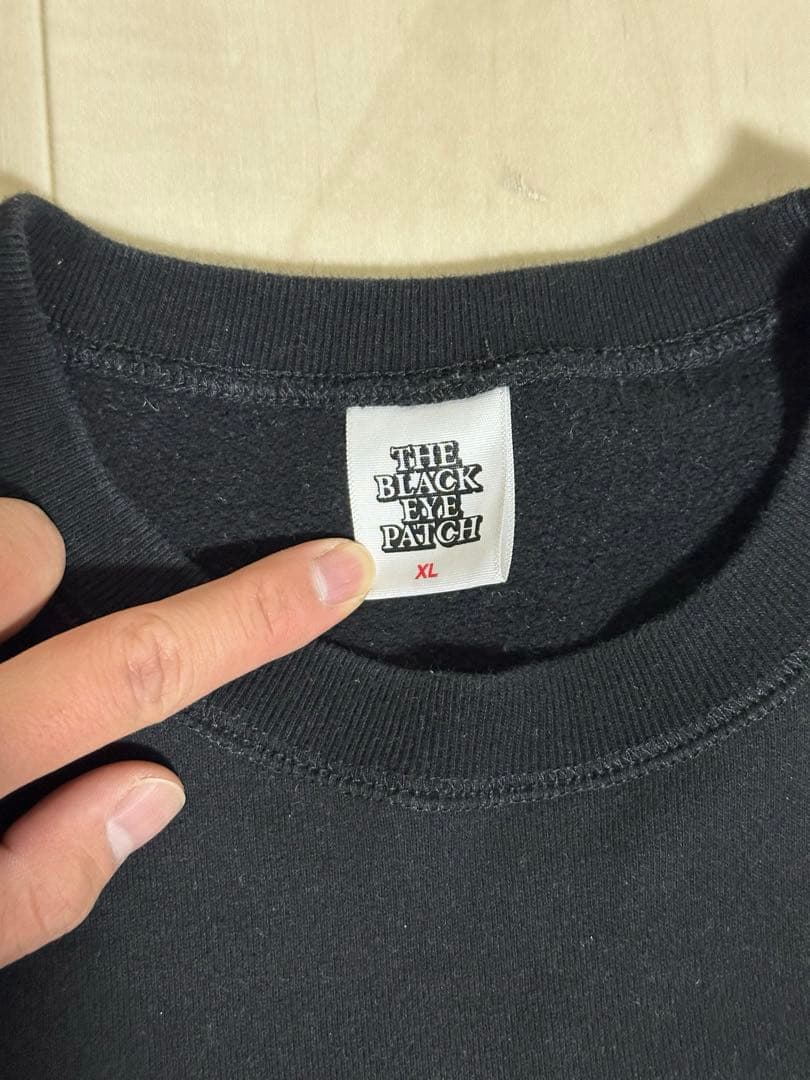 THE
BLACK
EYE
PATCH
XL